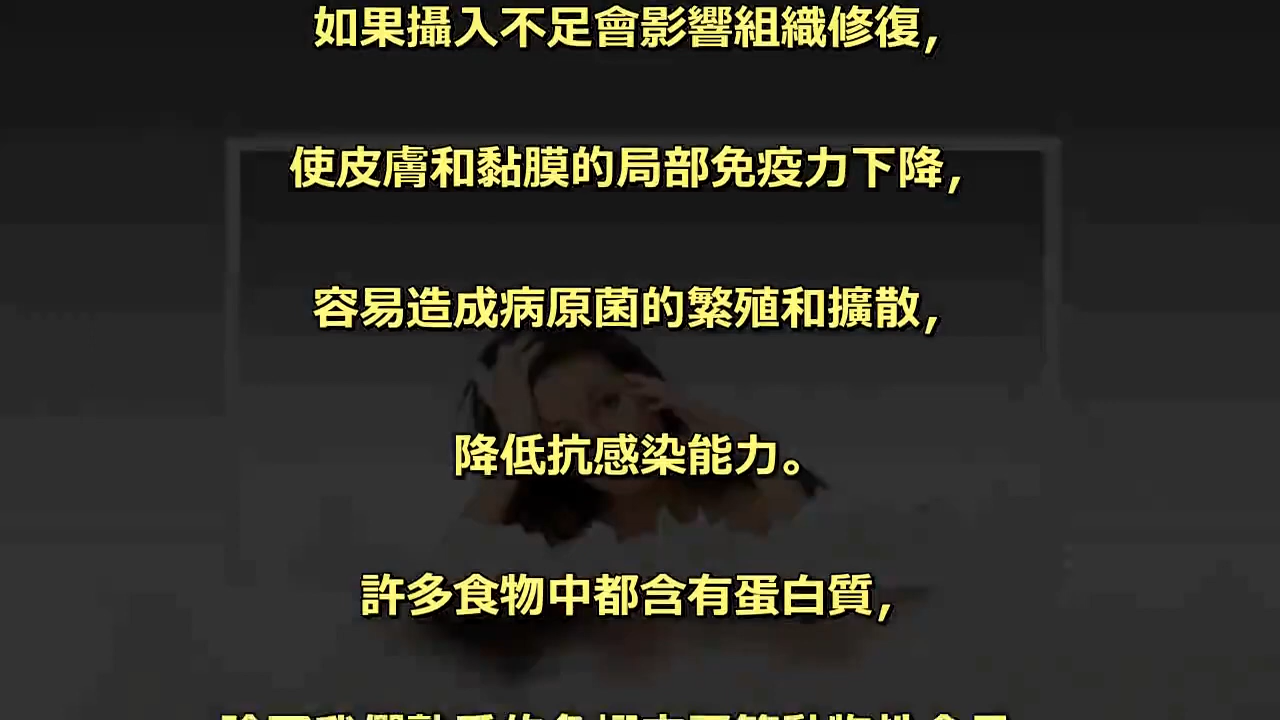 如果攝入不足會影響組織修復，
使皮膚和黏膜的局部免疫力下降，
容易造成病原菌的繁殖和擴散，
降低抗感染能力。
許多食物中都含有蛋白質，